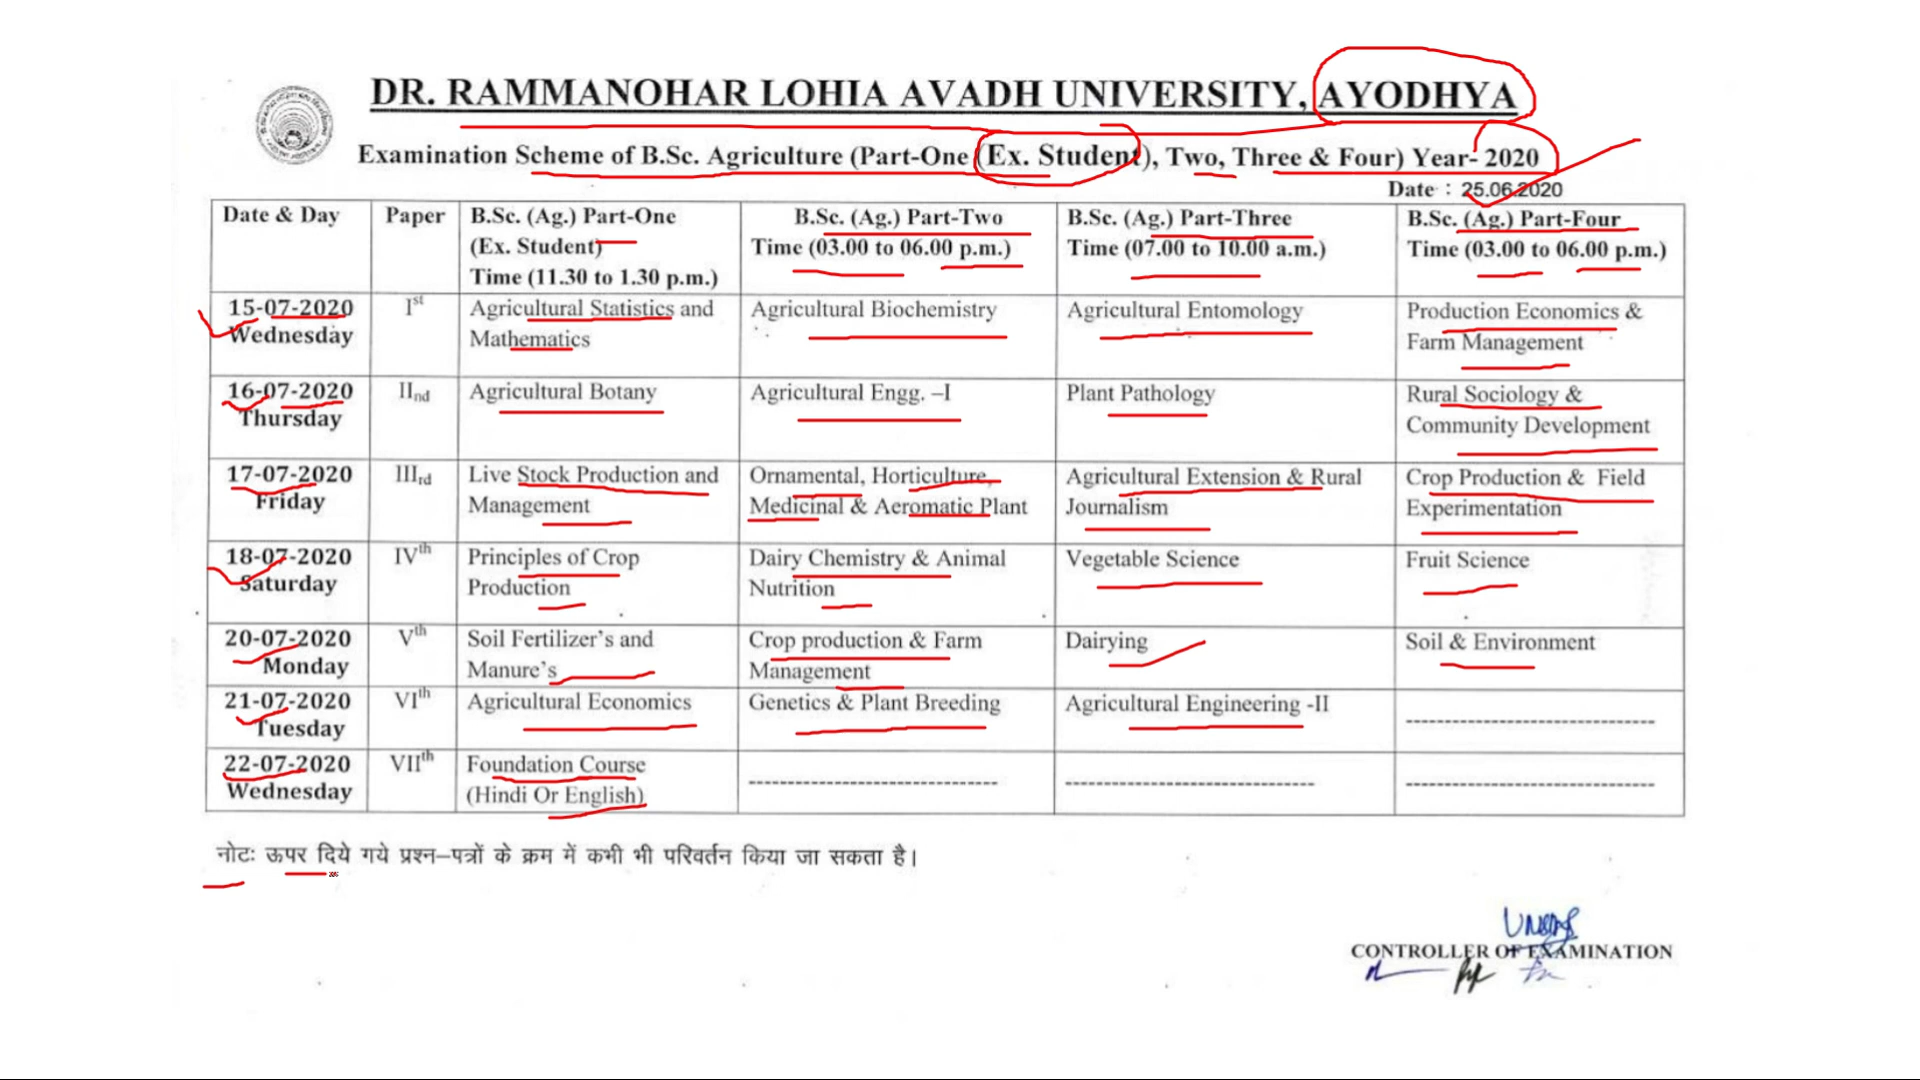 DR. RAMMANOHAR LOHIA AVADH UNIVERSITY, AYODHYA
Examination Scheme of B.Sc. Agriculture (Part-One (Ex. Student), Two, Three & Four) Year- 2020
Date : 25.06.2020
Date & Day
Paper
B.Sc. (Ag.) Part-One
(Ex. Student)
Time (11.30 to 1.30 p.m.)
B.Sc. (Ag.) Part-Two
Time (03.00 to 06.00 p.m.)
B.Sc. (Ag.) Part-Three
Time (07.00 to 10.00 a.m.)
B.Sc. (Ag.) Part-Four
Time (03.00 to 06.00 p.m.)
15-07-2020
Wednesday
Ist
Agricultural Statistics and
Mathematics
Agricultural Biochemistry
Agricultural Entomology
Production Economics &
Farm Management
16-07-2020
Thursday
IInd
Agricultural Botany
Agricultural Engg. –I
Plant Pathology
Rural Sociology &
Community Development
17-07-2020
Friday
IIIrd
Live Stock Production and
Management
Ornamental, Horticulture,
Medicinal & Aeromatic Plant
Agricultural Extension & Rural
Journalism
Crop Production & Field
Experimentation
18-07-2020
Saturday
IVth
Principles of Crop
Production
Dairy Chemistry & Animal
Nutrition
Vegetable Science
Fruit Science
20-07-2020
Monday
Vth
Soil Fertilizer's and
Manure's
Crop production & Farm
Management
Dairying
Soil & Environment
21-07-2020
Tuesday
VIth
Agricultural Economics
Genetics & Plant Breeding
Agricultural Engineering -II
22-07-2020
Wednesday
VIIth
Foundation Course
(Hindi Or English)
नोटः ऊपर दिये गये प्रश्न–पत्रों के क्रम में कभी भी परिवर्तन किया जा सकता है।
CONTROLLER OF EXAMINATION